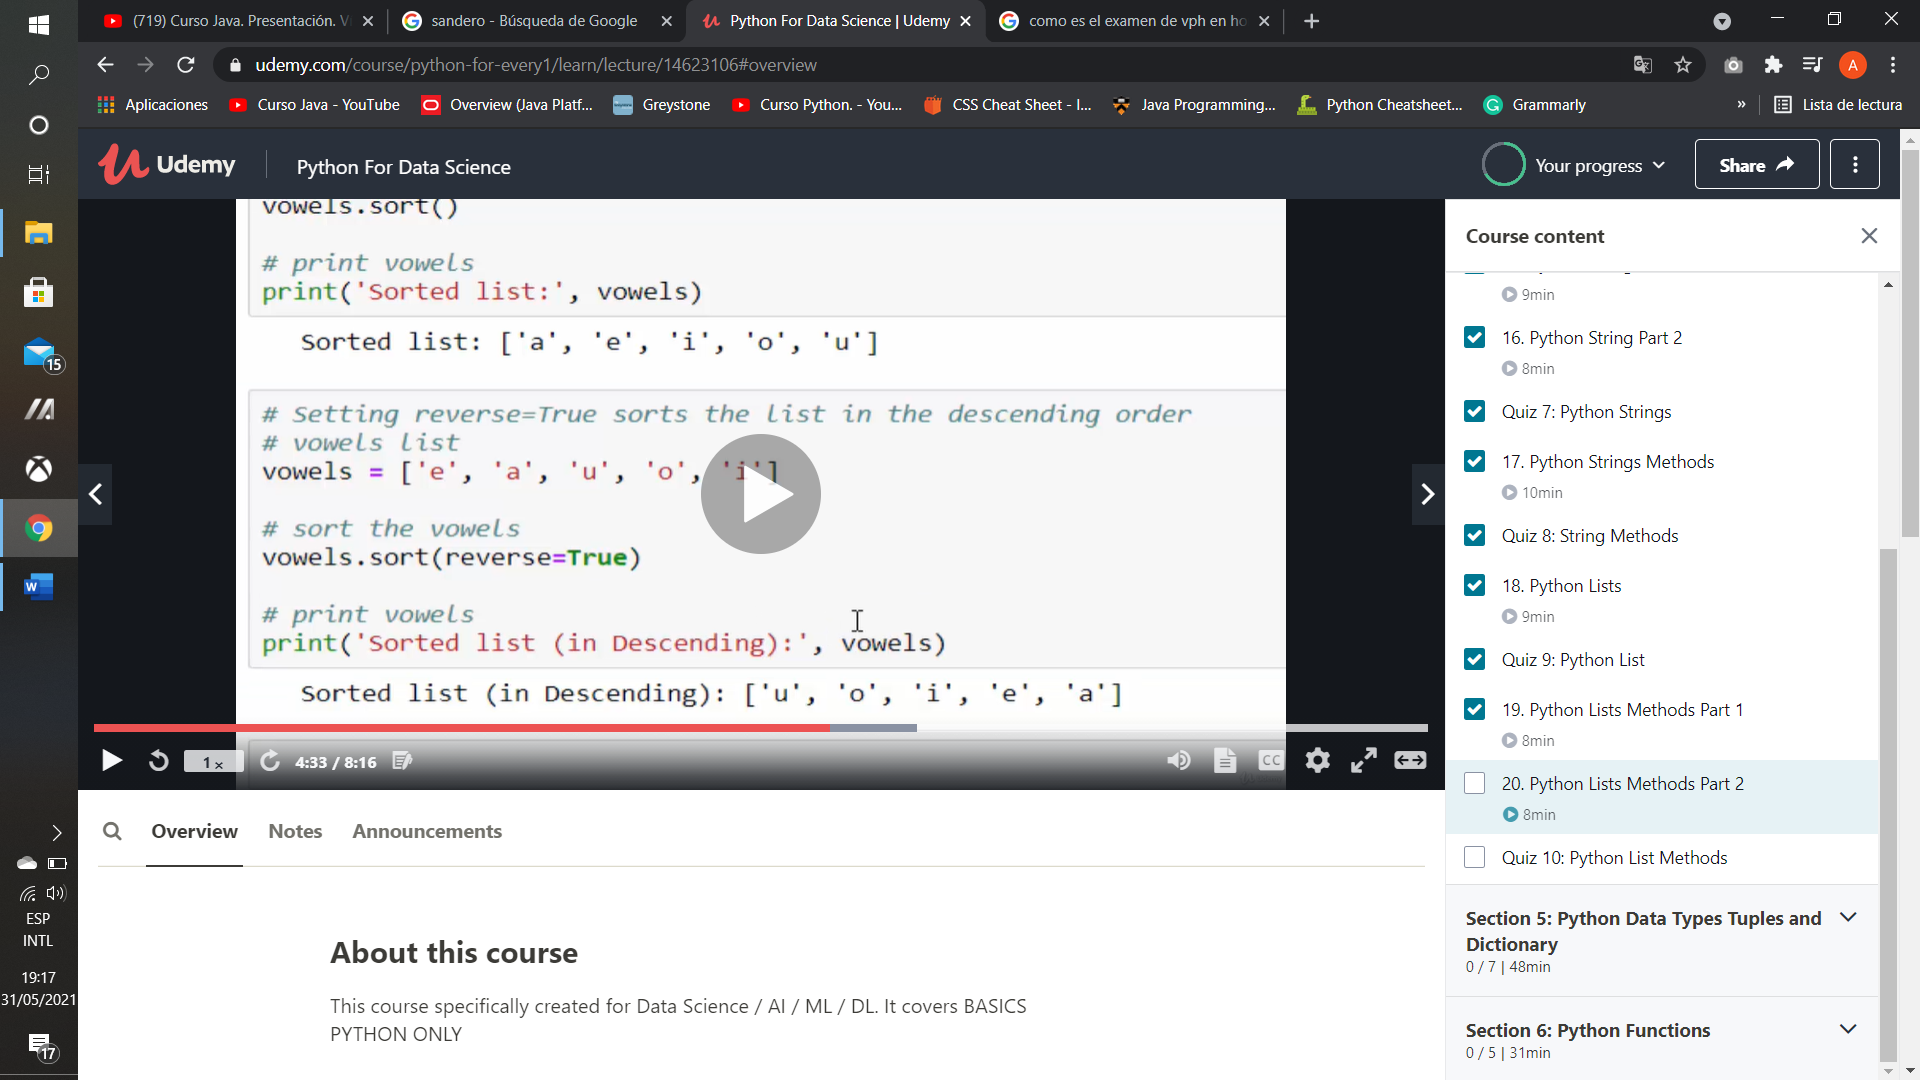 (719) Curso Java. Presentación. V
sandero - Búsqueda de Google
Python For Data Science | Udemy
como es el examen de vph en ho
udemy.com/course/python-for-every1/learn/lecture/14623106#overview
A
Aplicaciones
Curso Java - YouTube
Overview (Java Platf...
Greystone
Curso Python. - You...
CSS Cheat Sheet - I...
Java Programming...
Python Cheatsheet...
Grammarly
»
Lista de lectura
Udemy
Python For Data Science
Your progress
Share
vowels.sort()
# print vowels
print('Sorted list:', vowels)
Sorted list: ['a', 'e', 'i', 'o', 'u']
# Setting reverse=True sorts the list in the descending order
# vowels list
vowels = ['e', 'a', 'u', 'o', 'i']
# sort the vowels
vowels.sort(reverse=True)
# print vowels
print('Sorted list (in Descending):', vowels)
Sorted list (in Descending): ['u', 'o', 'i', 'e', 'a']
1x
4:33 / 8:16
CC
Overview
Notes
Announcements
About this course
This course specifically created for Data Science / AI / ML / DL. It covers BASICS
PYTHON ONLY
Course content
9min
16. Python String Part 2
8min
Quiz 7: Python Strings
17. Python Strings Methods
10min
Quiz 8: String Methods
18. Python Lists
9min
Quiz 9: Python List
19. Python Lists Methods Part 1
8min
20. Python Lists Methods Part 2
8min
Quiz 10: Python List Methods
Section 5: Python Data Types Tuples and
Dictionary
0 / 7 | 48min
Section 6: Python Functions
0 / 5 | 31min
15
W
ESP
INTL
19:17
31/05/2021
17